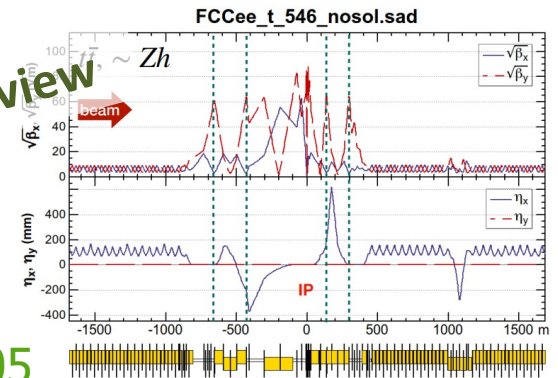 FCCee_t_546_nosol.sad
view
tt̄, ~ Zh
beam
√βx, √βy (√m)
100
80
60
40
20
0
√βx
√βy
ηx, ηy (mm)
400
200
0
-200
-400
ηx
ηy
IP
-1500 -1000 -500 0 500 1000 1500 m
05